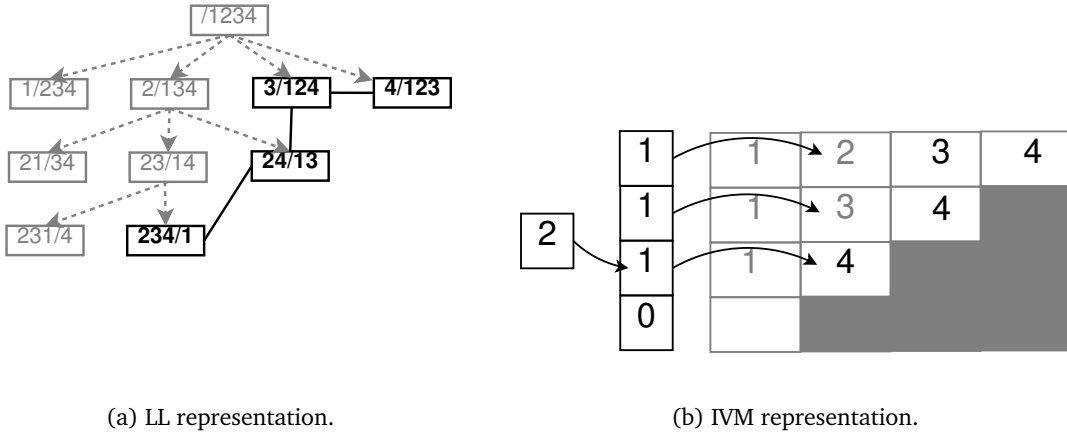 /1234
1/234 2/134 3/124 4/123
21/34 23/14 24/13
231/4 234/1
1 1 2 3 4
1 1 3 4
2 1 1 4
0
(a) LL representation.
(b) IVM representation.